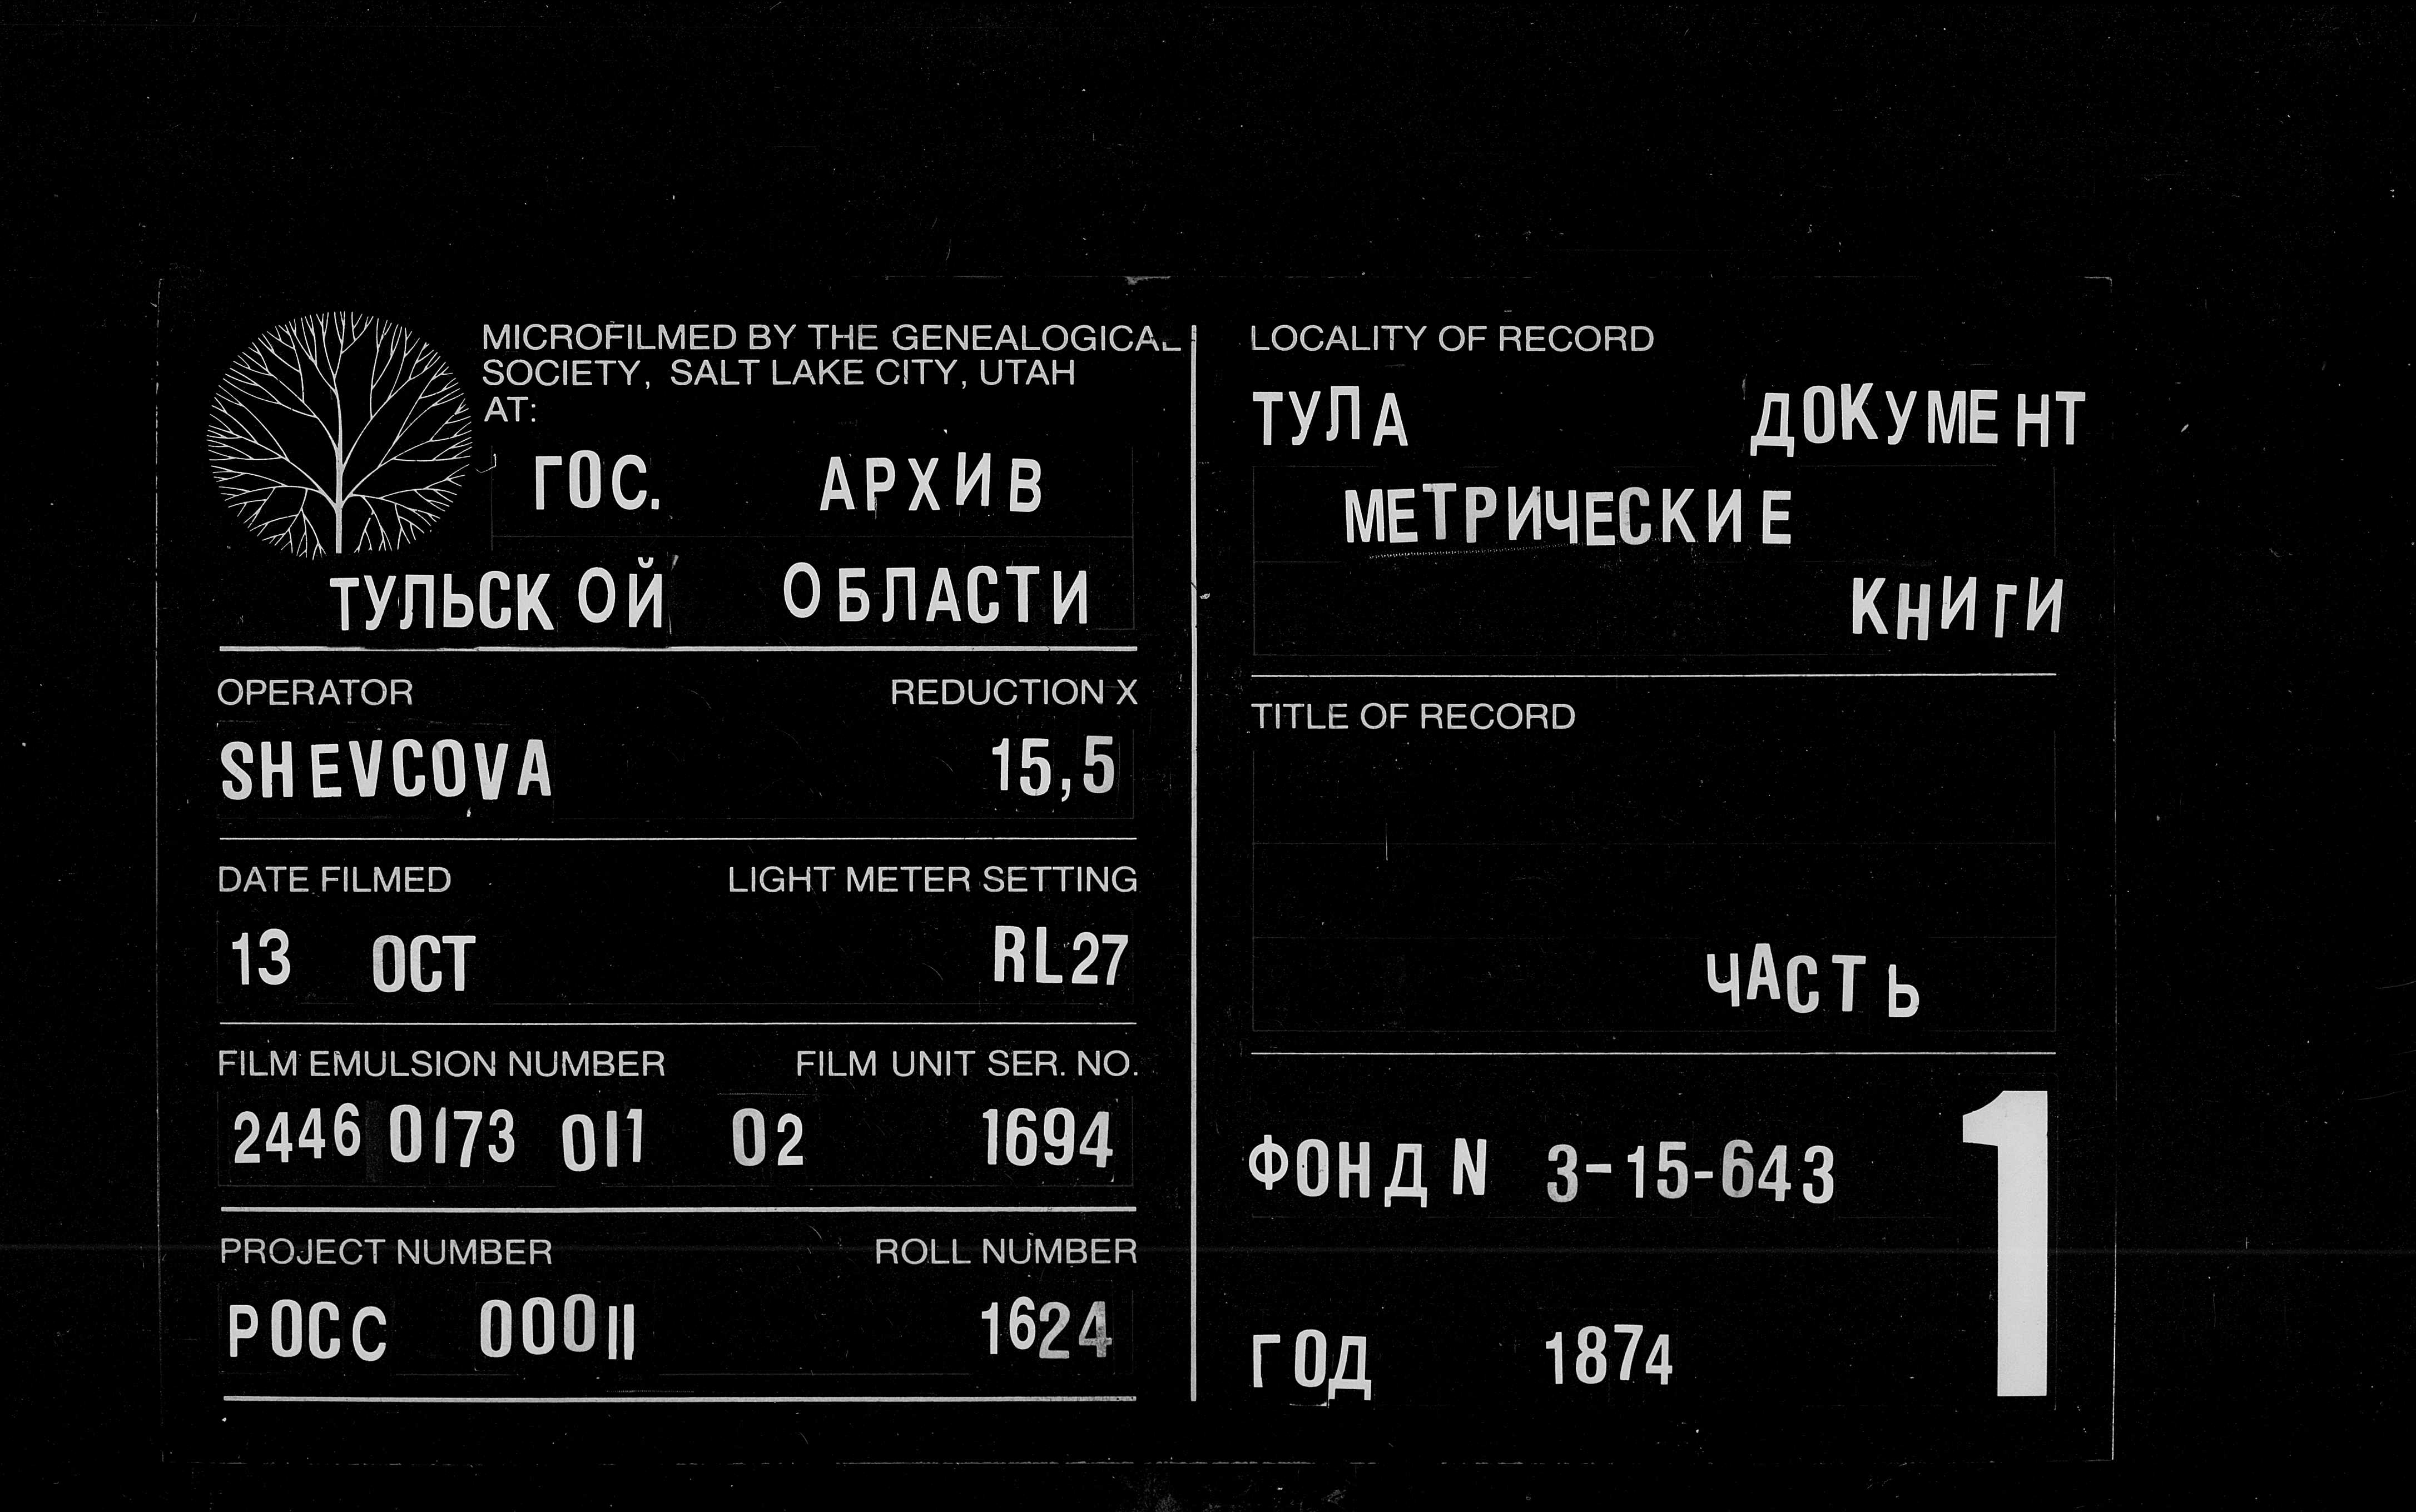 MICROFILMED BY THE GENEALOGICAL
SOCIETY, SALT LAKE CITY, UTAH
AT:
ГОС. АРХИВ
ТУЛЬСКОЙ ОБЛАСТИ
OPERATOR REDUCTION X
SHEVCOVA 15,5
DATE FILMED LIGHT METER SETTING
13 OCT RL27
FILM EMULSION NUMBER FILM UNIT SER. NO.
2446 0173 011 02 1694
PROJECT NUMBER ROLL NUMBER
РОСС 00011 1624
LOCALITY OF RECORD
ТУЛА ДОКУМЕНТ
МЕТРИЧЕСКИЕ
КНИГИ
TITLE OF RECORD
ЧАСТЬ
1
ФОНД N 3-15-643
ГОД 1874